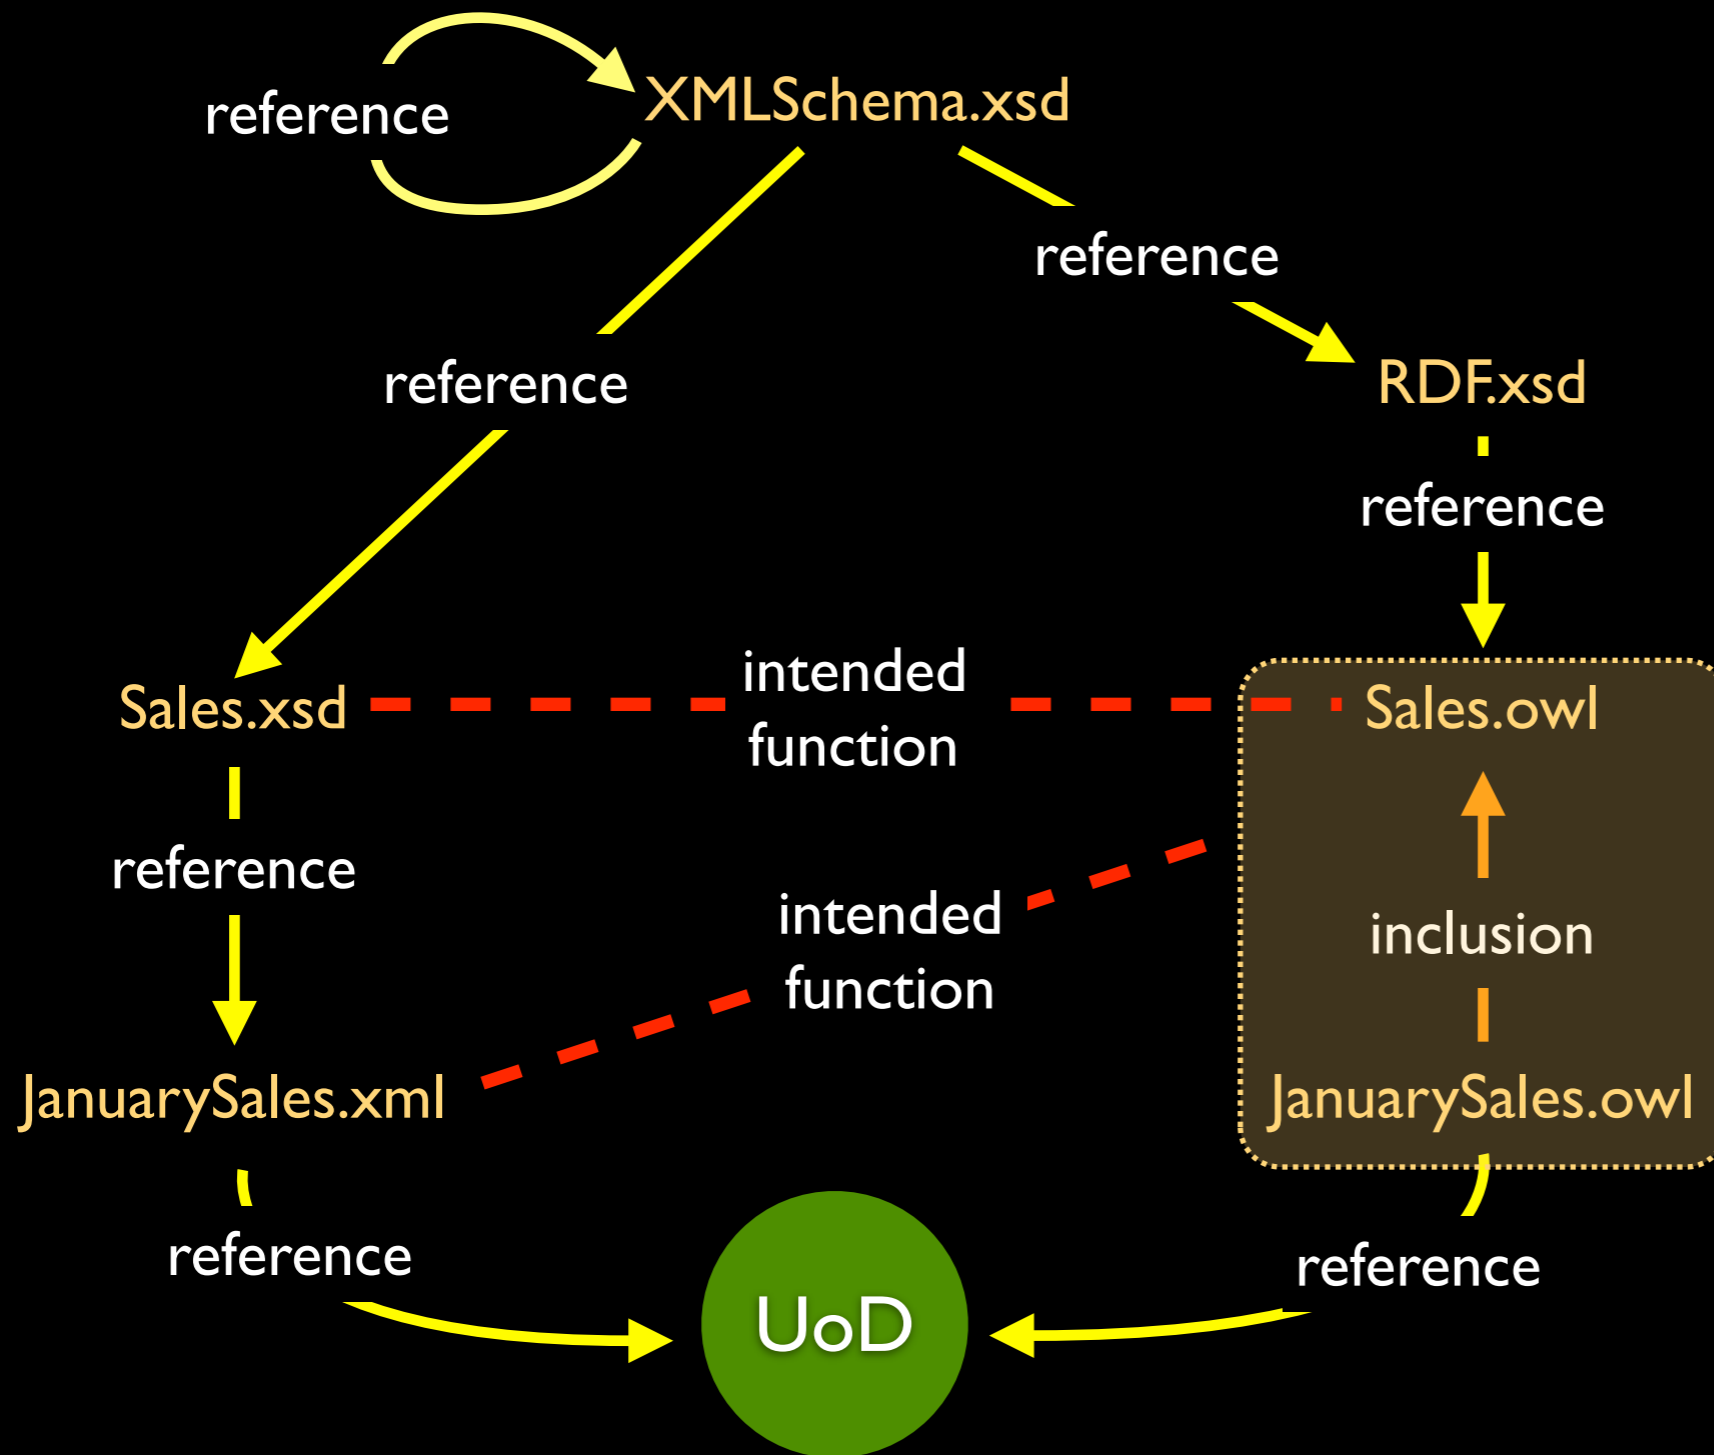 reference
XMLSchema.xsd
reference
reference
RDF.xsd
reference
intended
function
Sales.xsd
Sales.owl
reference
intended
function
inclusion
JanuarySales.xml
JanuarySales.owl
reference
reference
UoD